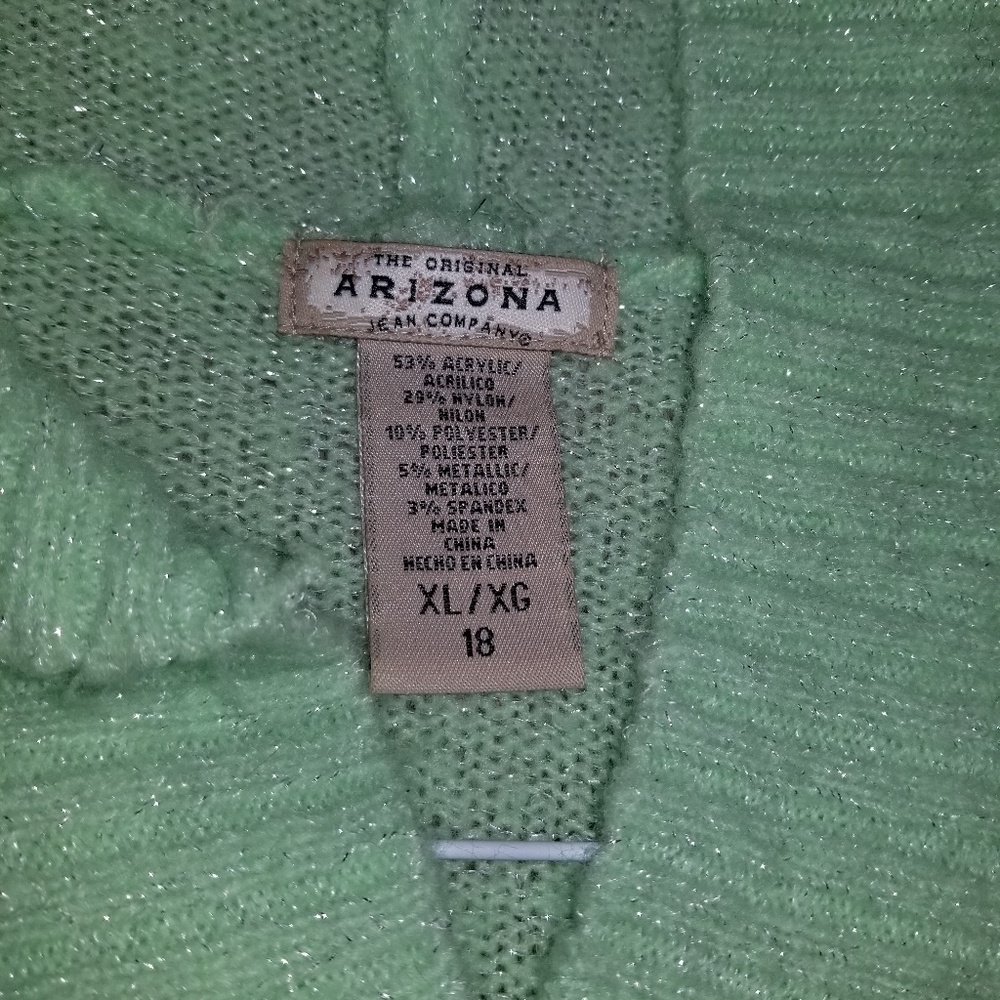 THE ORIGINAL
ARIZONA
JEAN COMPANY©
53% ACRYLIC/
ACRILICO
29% NYLON/
NILON
10% POLYESTER/
POLIESTER
5% METALLIC/
METALICO
3% SPANDEX
MADE IN
CHINA
HECHO EN CHINA
XL/XG
18